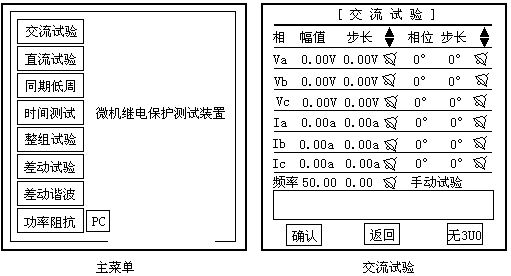 交流试验
直流试验
同期低周
时间测试
微机继电保护测试装置
整组试验
差动试验
差动谐波
功率阻抗 PC
主菜单
[ 交 流 试 验 ]
相 幅值 步长 相位 步长
Va 0.00V 0.00V 0° 0°
Vb 0.00V 0.00V 0° 0°
Vc 0.00V 0.00V 0° 0°
Ia 0.00a 0.00a 0° 0°
Ib 0.00a 0.00a 0° 0°
Ic 0.00a 0.00a 0° 0°
频率 50.00 0.00 手动试验
确认 返回 无3U0
交流试验